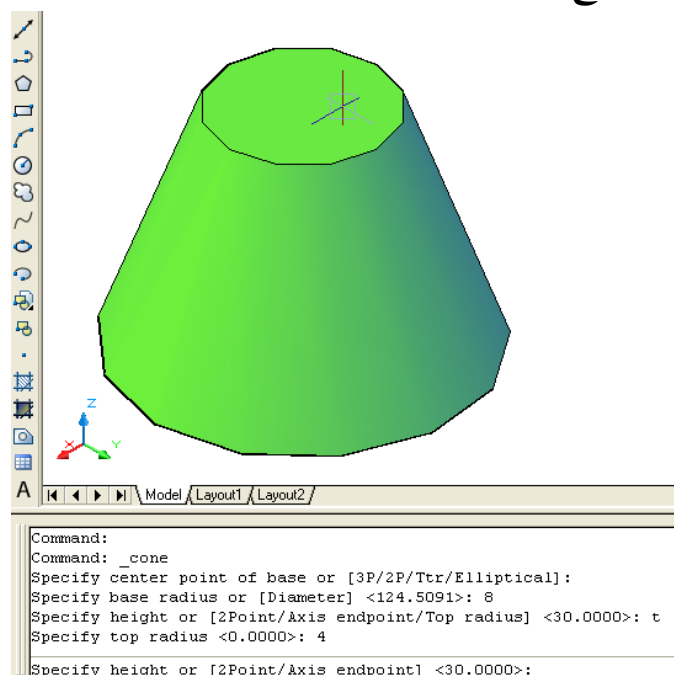 Z
X
Y
A
Model Layout1 Layout2
Command:
Command: _cone
Specify center point of base or [3P/2P/Ttr/Elliptical]:
Specify base radius or [Diameter] <124.5091>: 8
Specify height or [2Point/Axis endpoint/Top radius] <30.0000>: t
Specify top radius <0.0000>: 4
Specify height or [2Point/Axis endpoint] <30.0000>: